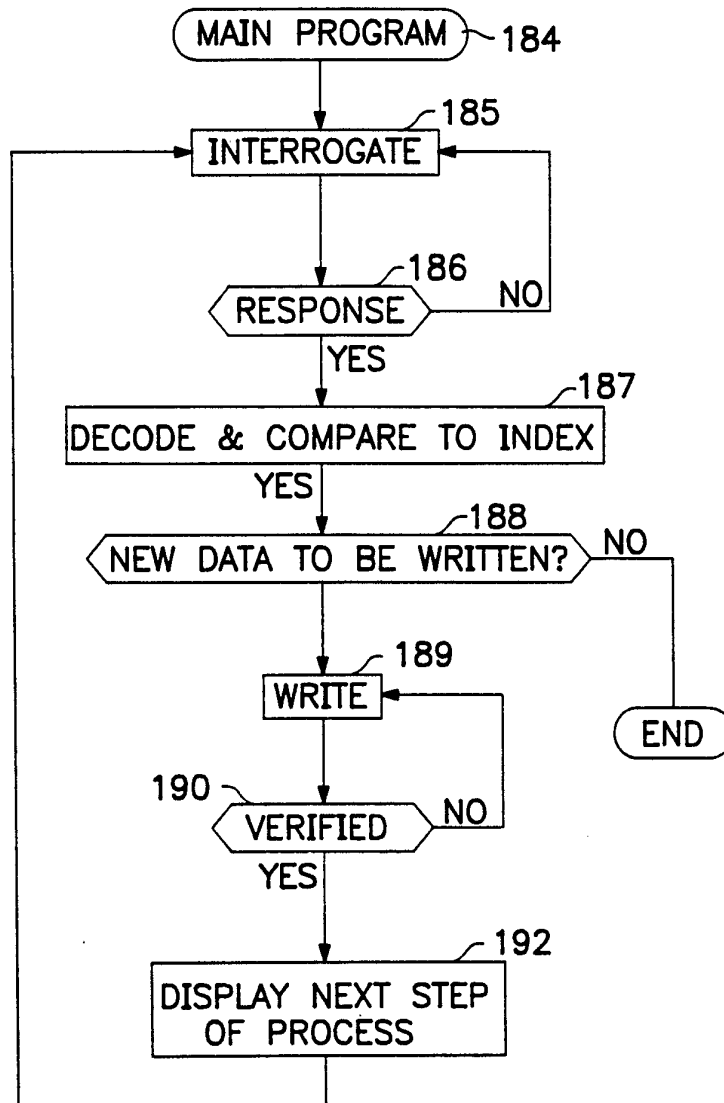 MAIN PROGRAM
184
185
INTERROGATE
186
RESPONSE
NO
YES
187
DECODE & COMPARE TO INDEX
YES
188
NEW DATA TO BE WRITTEN?
NO
189
WRITE
END
190
VERIFIED
NO
YES
192
DISPLAY NEXT STEP
OF PROCESS